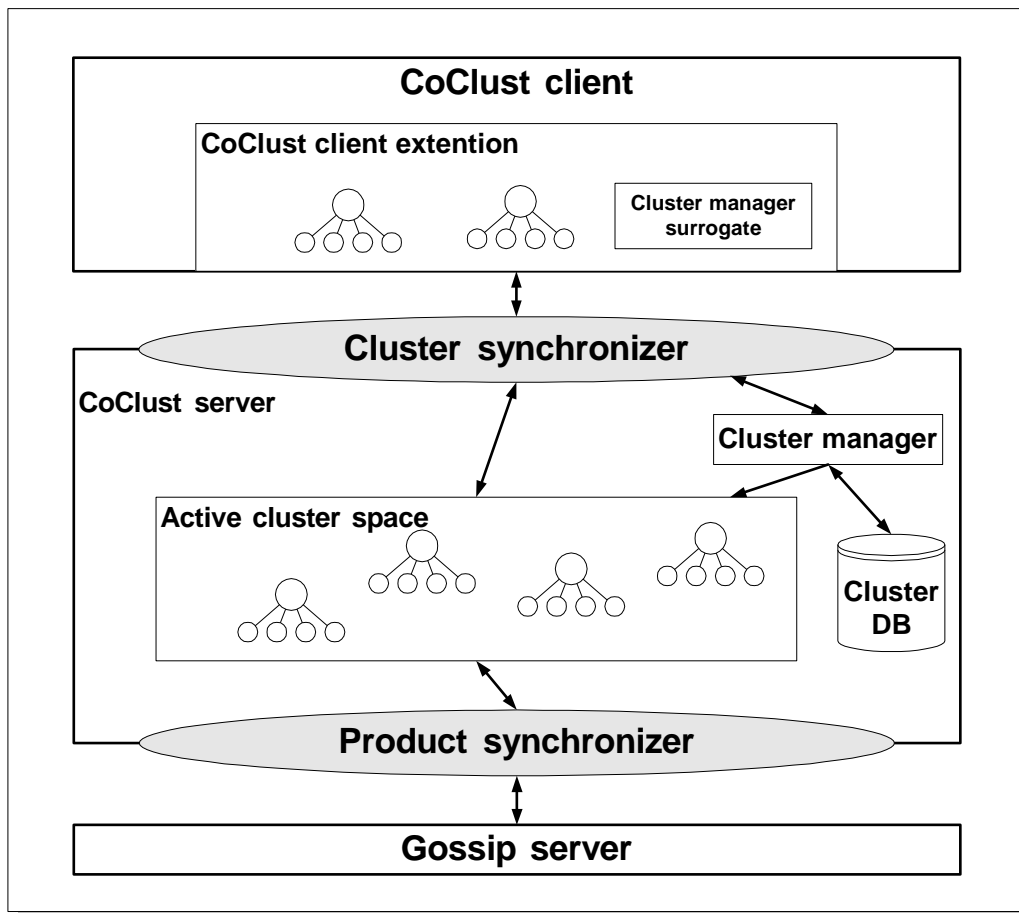 CoClust client
CoClust client extention
Cluster manager
surrogate
Cluster synchronizer
CoClust server
Cluster manager
Active cluster space
Cluster
DB
Product synchronizer
Gossip server